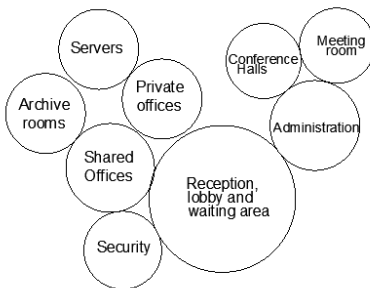 Servers
Archive
rooms
Private
offices
Shared
Offices
Security
Reception,
lobby and
waiting area
Conference
Halls
Meeting
room
Administration